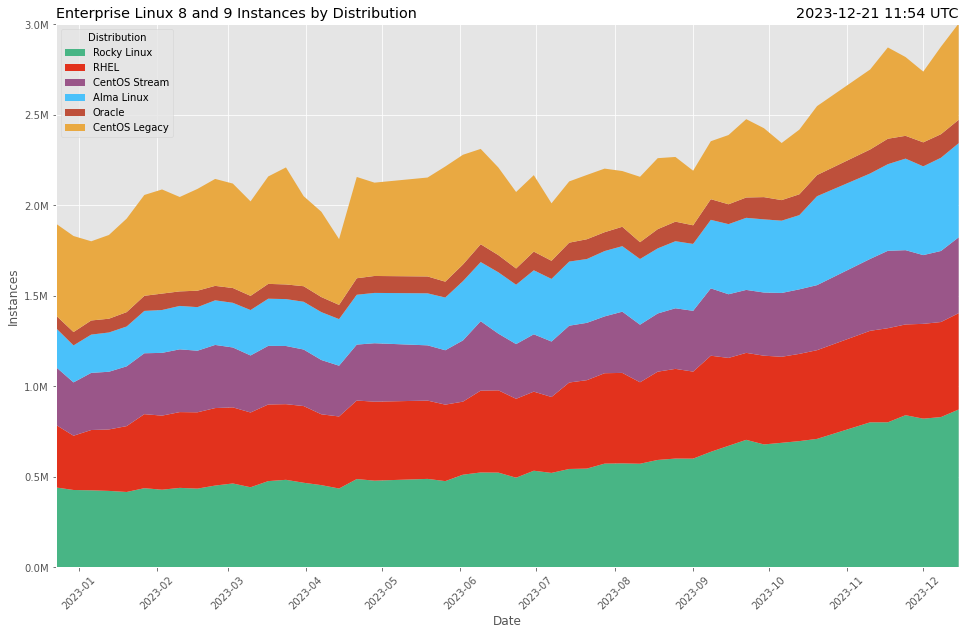 Enterprise Linux 8 and 9 Instances by Distribution
2023-12-21 11:54 UTC
3.0M
2.5M
2.0M
1.5M
1.0M
0.5M
0.0M
Instances
Distribution
Rocky Linux
RHEL
CentOS Stream
Alma Linux
Oracle
CentOS Legacy
2023-01
2023-02
2023-03
2023-04
2023-05
2023-06
2023-07
2023-08
2023-09
2023-10
2023-11
2023-12
Date